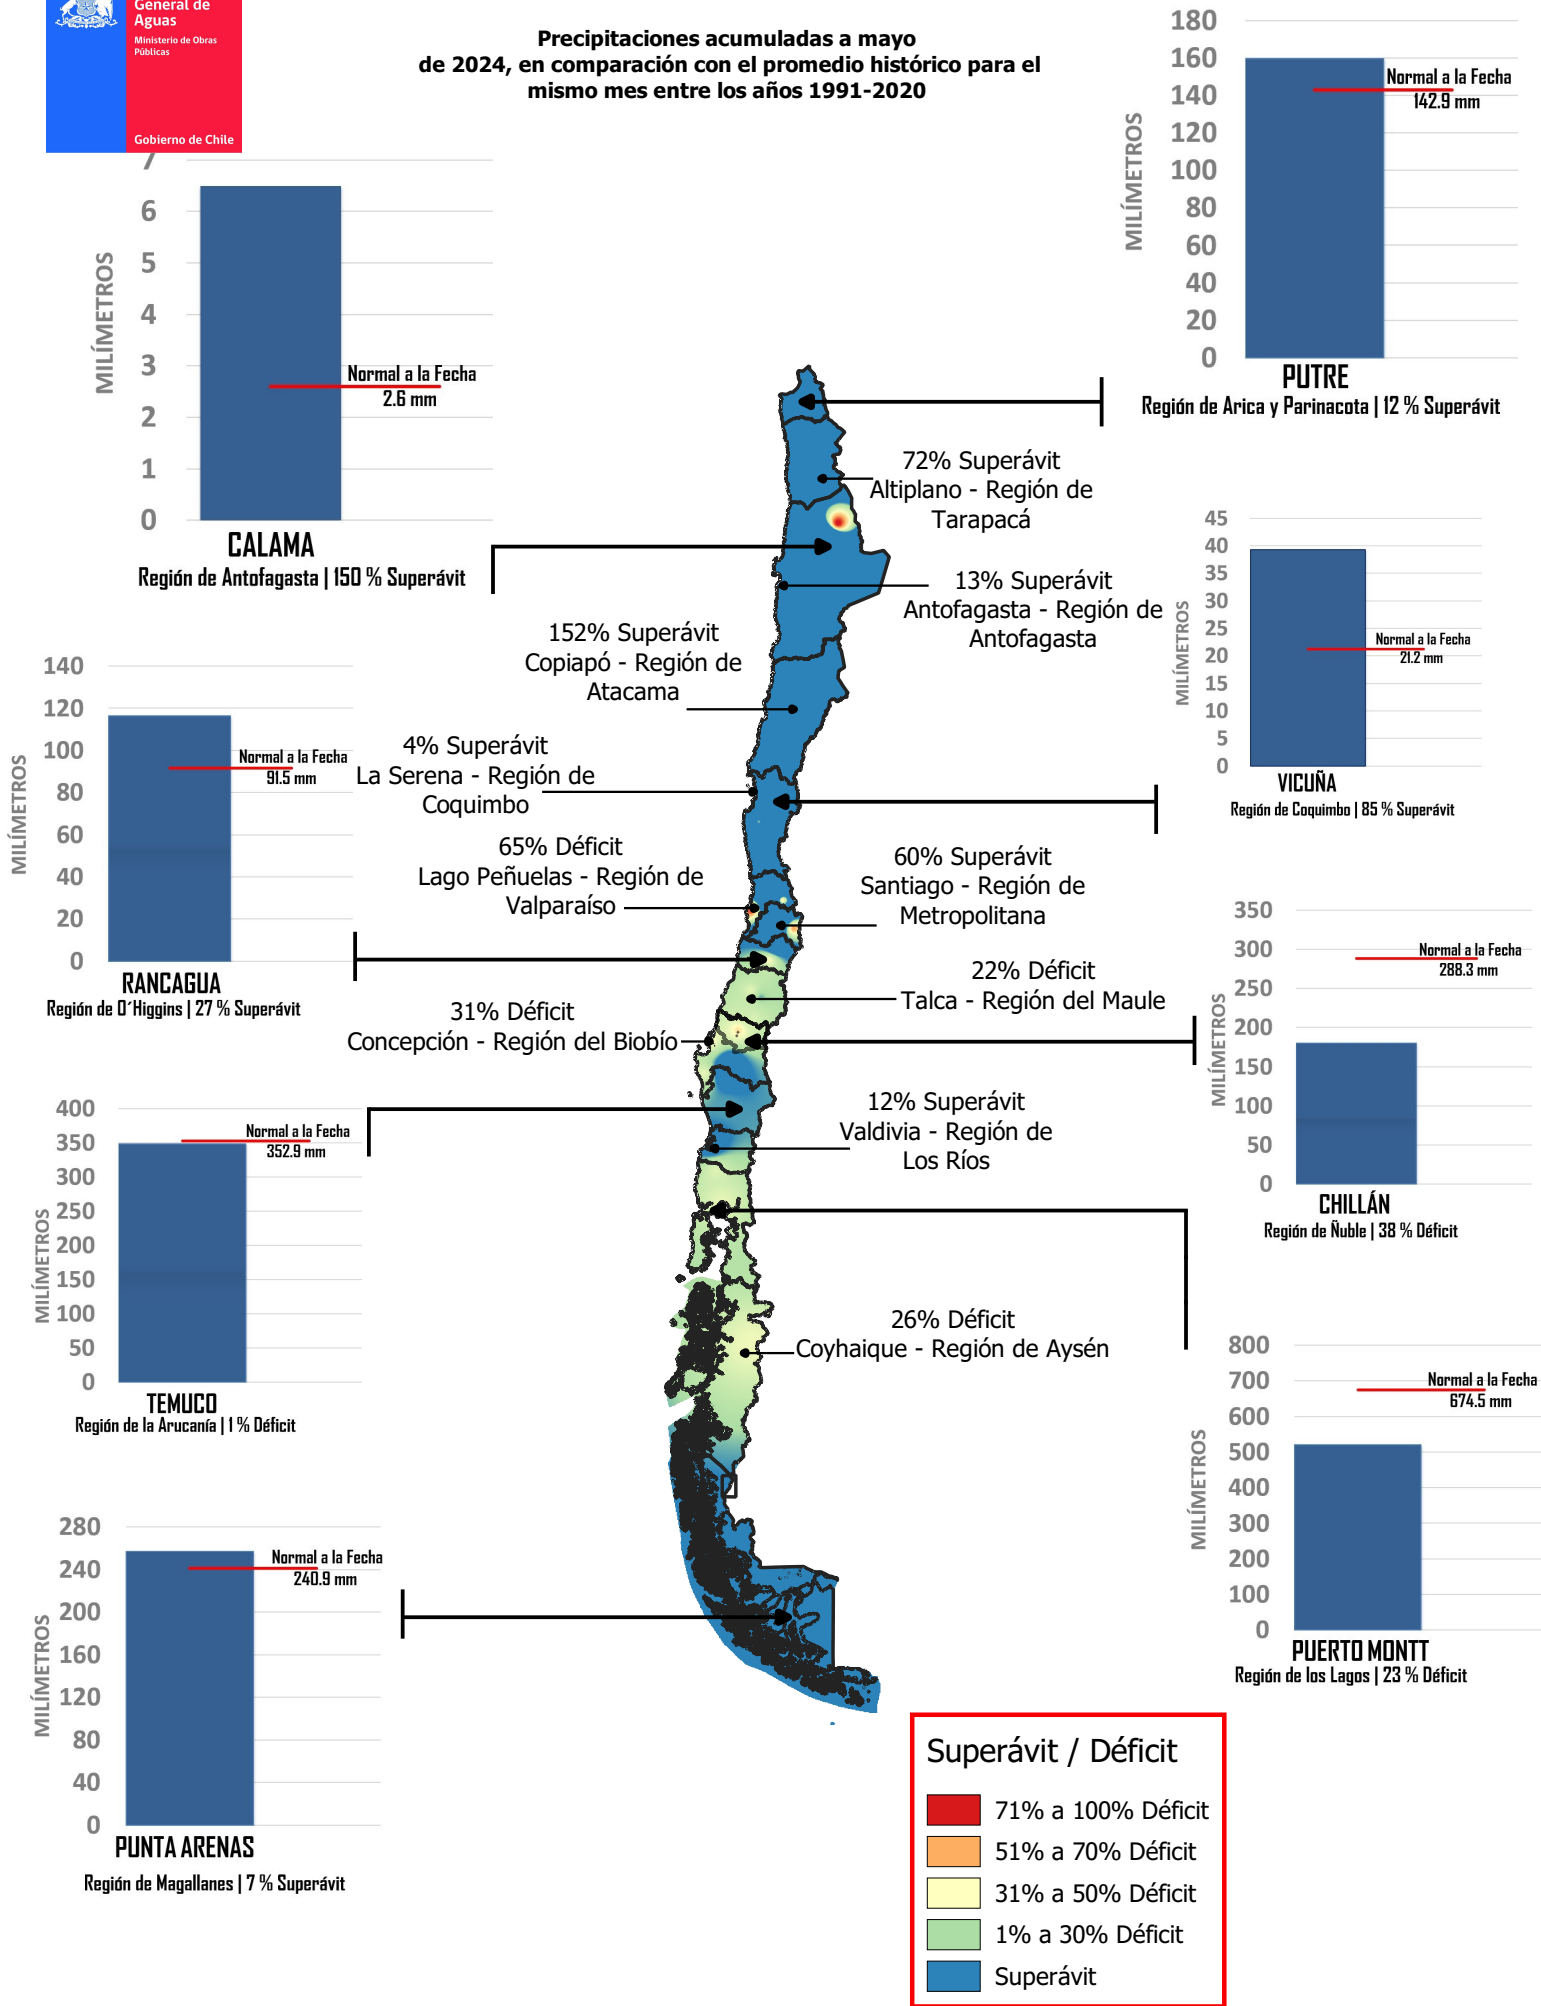 General de
Aguas
Ministerio de Obras
Públicas
Gobierno de Chile
Precipitaciones acumuladas a mayo
de 2024, en comparación con el promedio histórico para el
mismo mes entre los años 1991-2020
MILÍMETROS
180
160
140
120
100
80
60
40
20
0
Normal a la Fecha
142.9 mm
PUTRE
Región de Arica y Parinacota | 12 % Superávit
MILÍMETROS
7
6
5
4
3
2
1
0
Normal a la Fecha
2.6 mm
CALAMA
Región de Antofagasta | 150 % Superávit
72% Superávit
Altiplano - Región de
Tarapacá
13% Superávit
Antofagasta - Región de
Antofagasta
MILÍMETROS
45
40
35
30
25
20
15
10
5
0
Normal a la Fecha
21.2 mm
VICUÑA
Región de Coquimbo | 85 % Superávit
152% Superávit
Copiapó - Región de
Atacama
MILÍMETROS
140
120
100
80
60
40
20
0
Normal a la Fecha
91.5 mm
RANCAGUA
Región de O´Higgins | 27 % Superávit
4% Superávit
La Serena - Región de
Coquimbo
65% Déficit
Lago Peñuelas - Región de
Valparaíso
60% Superávit
Santiago - Región de
Metropolitana
22% Déficit
Talca - Región del Maule
31% Déficit
Concepción - Región del Biobío
MILÍMETROS
350
300
250
200
150
100
50
0
Normal a la Fecha
288.3 mm
CHILLÁN
Región de Ñuble | 38 % Déficit
MILÍMETROS
400
350
300
250
200
150
100
50
0
Normal a la Fecha
352.9 mm
TEMUCO
Región de la Arucanía | 1 % Déficit
12% Superávit
Valdivia - Región de
Los Ríos
26% Déficit
Coyhaique - Región de Aysén
MILÍMETROS
800
700
600
500
400
300
200
100
0
Normal a la Fecha
674.5 mm
PUERTO MONTT
Región de los Lagos | 23 % Déficit
MILÍMETROS
280
240
200
160
120
80
40
0
Normal a la Fecha
240.9 mm
PUNTA ARENAS
Región de Magallanes | 7 % Superávit
Superávit / Déficit
71% a 100% Déficit
51% a 70% Déficit
31% a 50% Déficit
1% a 30% Déficit
Superávit